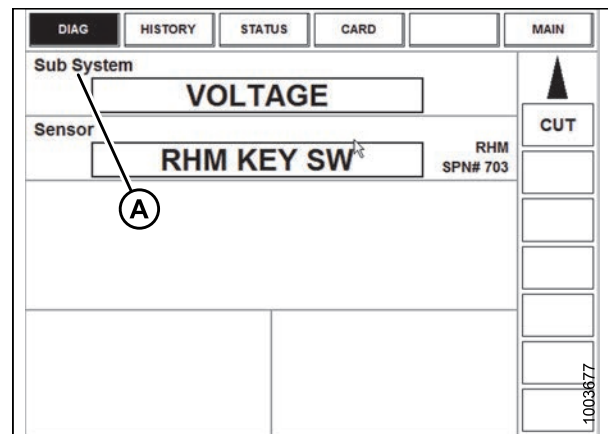 DIAG HISTORY STATUS CARD MAIN
Sub System
VOLTAGE
CUT
Sensor
RHM KEY SW
RHM
SPN# 703
A
1003677